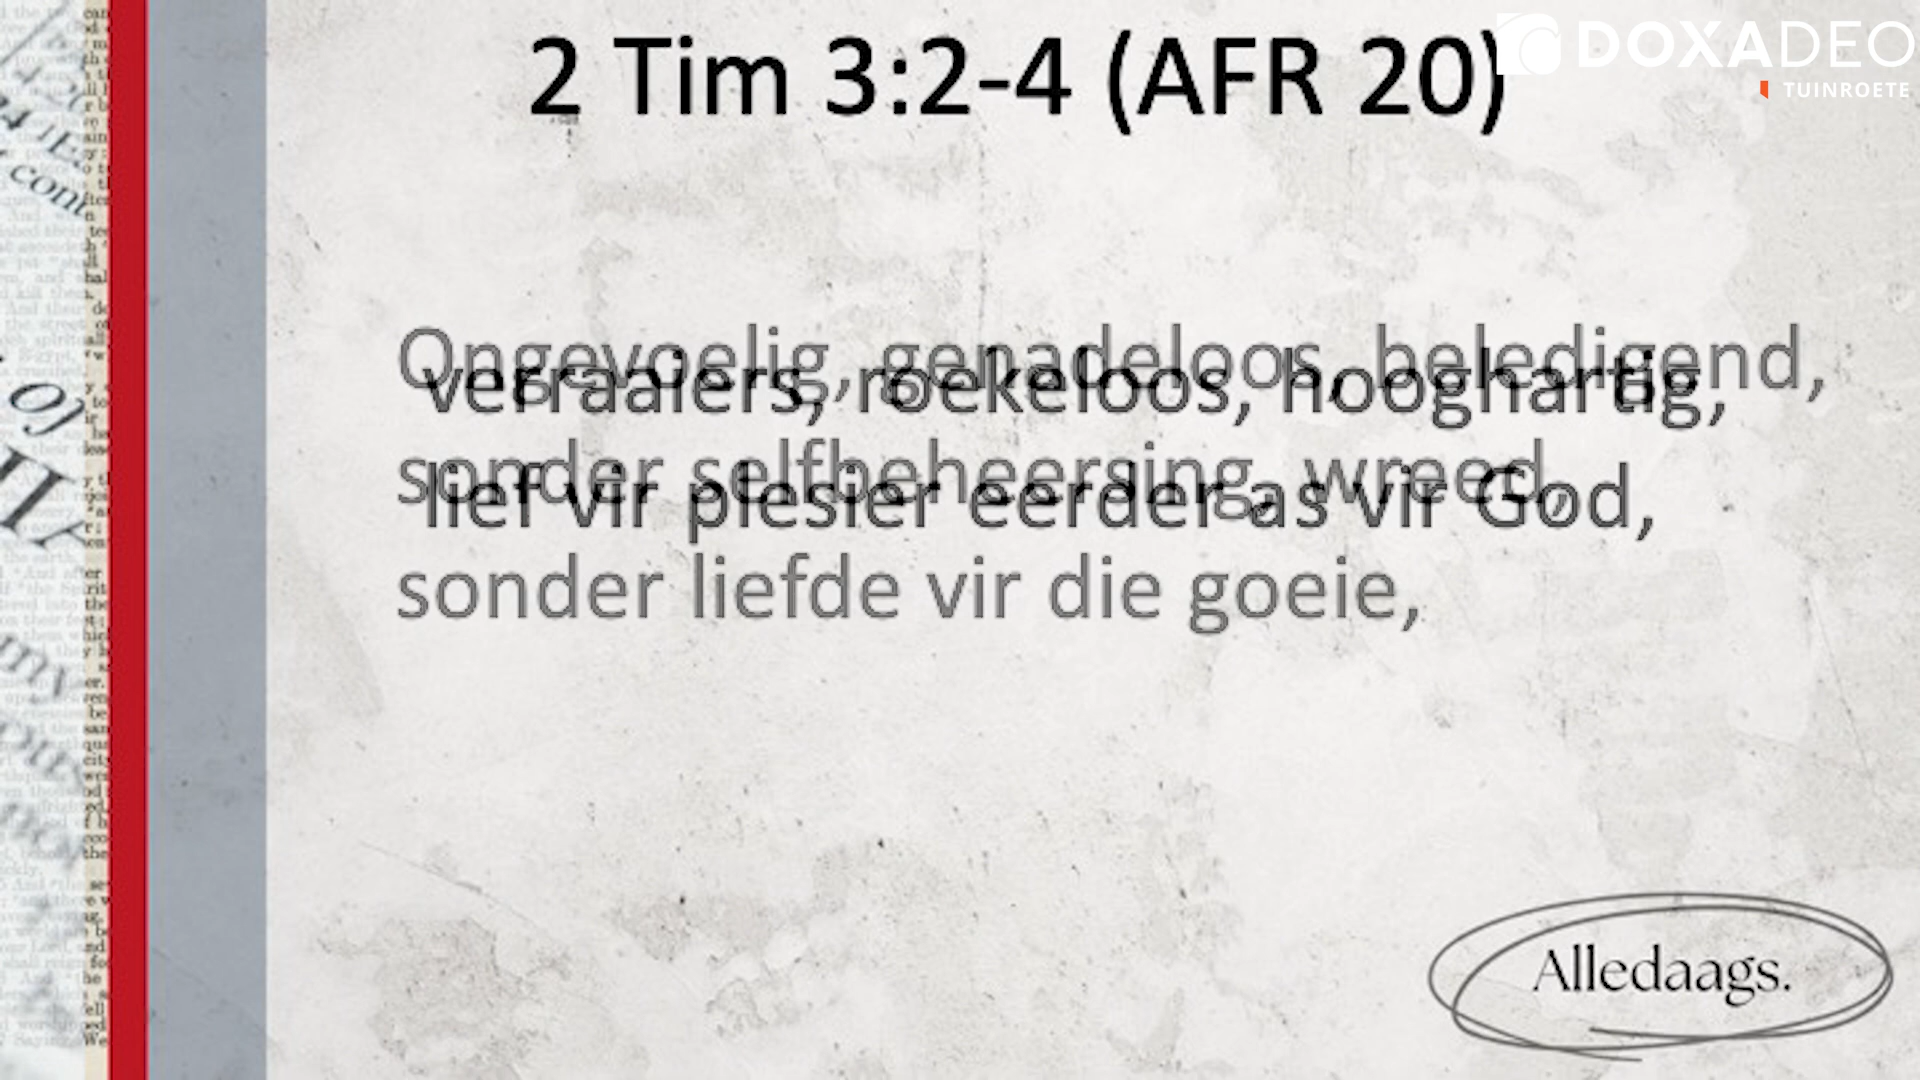 2 Tim 3:2-4 (AFR 20)
DOXADEO
TUINROETE
Ongevoelig, genadeloos, beledigend,
sonder selfbeheersing, wreed,
sonder liefde vir die goeie,
verraaiers, roekeloos, hooghartig,
lief vir plesier eerder as vir God,
Alledaags.